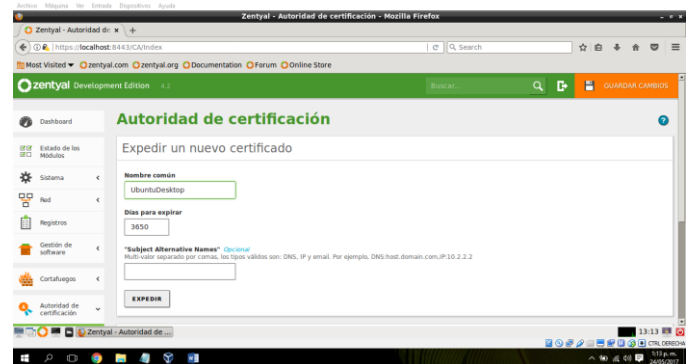 Archivo Máquina Ver Entrada Dispositivos Ayuda
Zentyal - Autoridad de certificación - Mozilla Firefox
Zentyal - Autoridad de
https://localhost:8443/CA/Index
Search
Most Visited zentyal.com zentyal.org Documentation Forum Online Store
zentyal Development Edition 4.2
Buscar...
GUARDAR CAMBIOS
Dashboard
Estado de los Módulos
Sistema
Red
Registros
Gestión de software
Cortafuegos
Autoridad de certificación
Autoridad de certificación
Expedir un nuevo certificado
Nombre común
UbuntuDesktop
Días para expirar
3650
"Subject Alternative Names" Opcional
Multi-valor separado por comas, los tipos válidos son: DNS, IP y email. Por ejemplo, DNS:host.domain.com,IP:10.2.2.2
EXPEDIR
Zentyal - Autoridad de ...
13:13
CTRL DERECHA
1:13 p.m.
24/05/2017